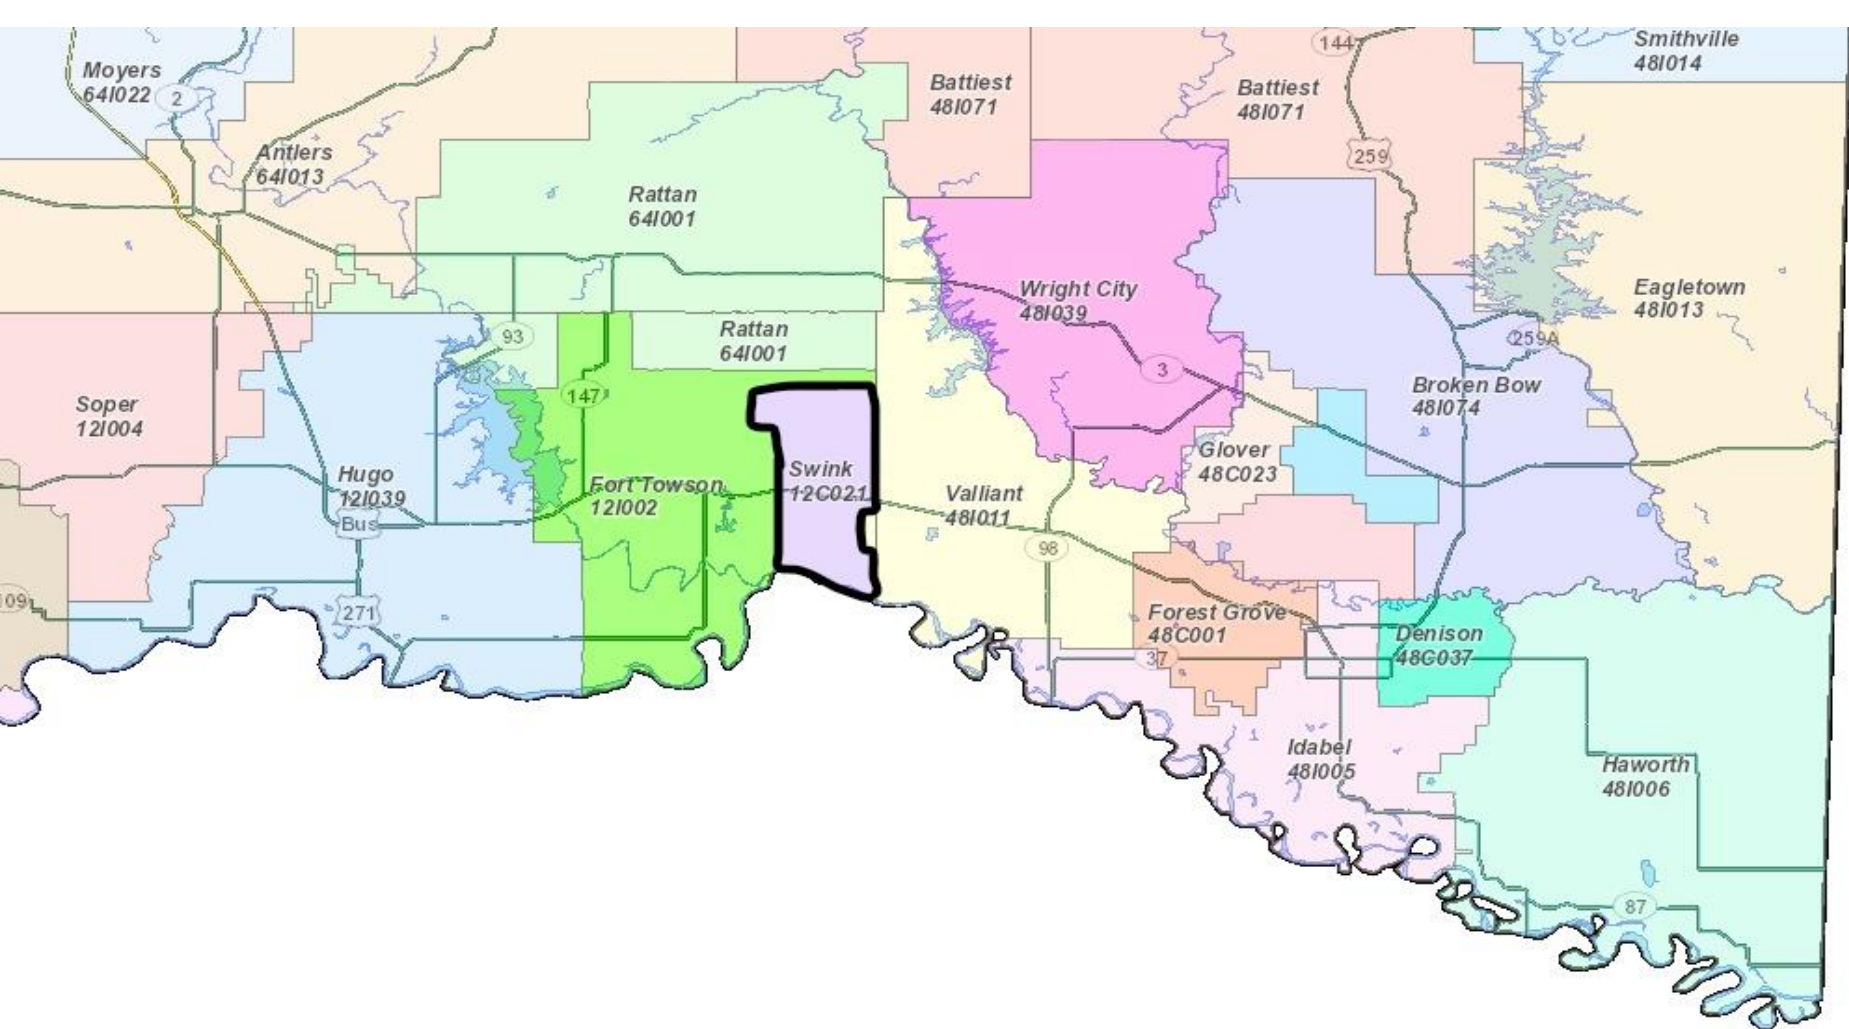 Smithville
48I014
144
Moyers
64I022
2
Battiest
48I071
Battiest
48I071
Antlers
64I013
259
Rattan
64I001
Wright City
48I039
Eagletown
48I013
Rattan
64I001
93
259A
3
147
Broken Bow
48I074
Soper
12I004
Glover
48C023
Hugo
12I039
Bus
Fort Towson
12I002
Swink
12C021
Valliant
48I011
98
109
271
Forest Grove
48C001
37
Denison
48C037
Idabel
48I005
Haworth
48I006
87